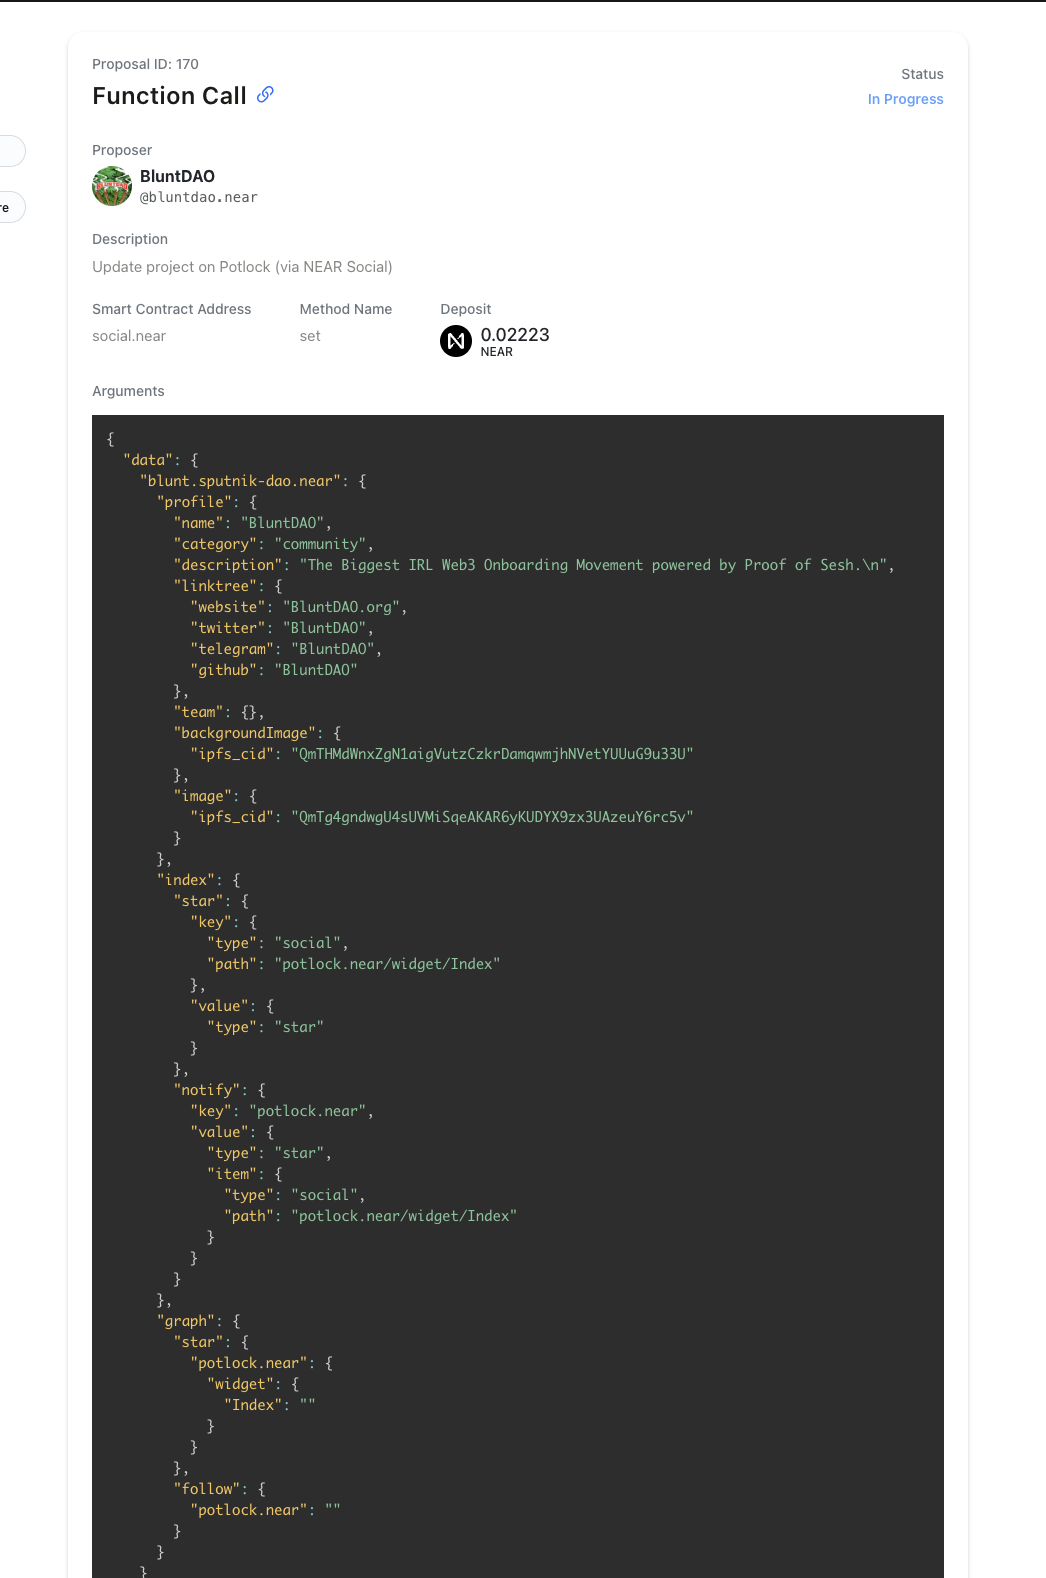 Proposal ID: 170
Function Call
Status
In Progress
re
Proposer
BluntDAO
@bluntdao.near
Description
Update project on Potlock (via NEAR Social)
Smart Contract Address
Method Name
Deposit
social.near
set
0.02223
NEAR
Arguments
{
  "data": {
    "blunt.sputnik-dao.near": {
      "profile": {
        "name": "BluntDAO",
        "category": "community",
        "description": "The Biggest IRL Web3 Onboarding Movement powered by Proof of Sesh.\n",
        "linktree": {
          "website": "BluntDAO.org",
          "twitter": "BluntDAO",
          "telegram": "BluntDAO",
          "github": "BluntDAO"
        },
        "team": {},
        "backgroundImage": {
          "ipfs_cid": "QmTHMdWnxZgN1aigVutzCzkrDamqwmjhNVetYUUuG9u33U"
        },
        "image": {
          "ipfs_cid": "QmTg4gndwgU4sUVMiSqeAKAR6yKUDYX9zx3UAzeuY6rc5v"
        }
      },
      "index": {
        "star": {
          "key": {
            "type": "social",
            "path": "potlock.near/widget/Index"
          },
          "value": {
            "type": "star"
          }
        },
        "notify": {
          "key": "potlock.near",
          "value": {
            "type": "star",
            "item": {
              "type": "social",
              "path": "potlock.near/widget/Index"
            }
          }
        }
      },
      "graph": {
        "star": {
          "potlock.near": {
            "widget": {
              "Index": ""
            }
          }
        },
        "follow": {
          "potlock.near": ""
        }
      }
    }